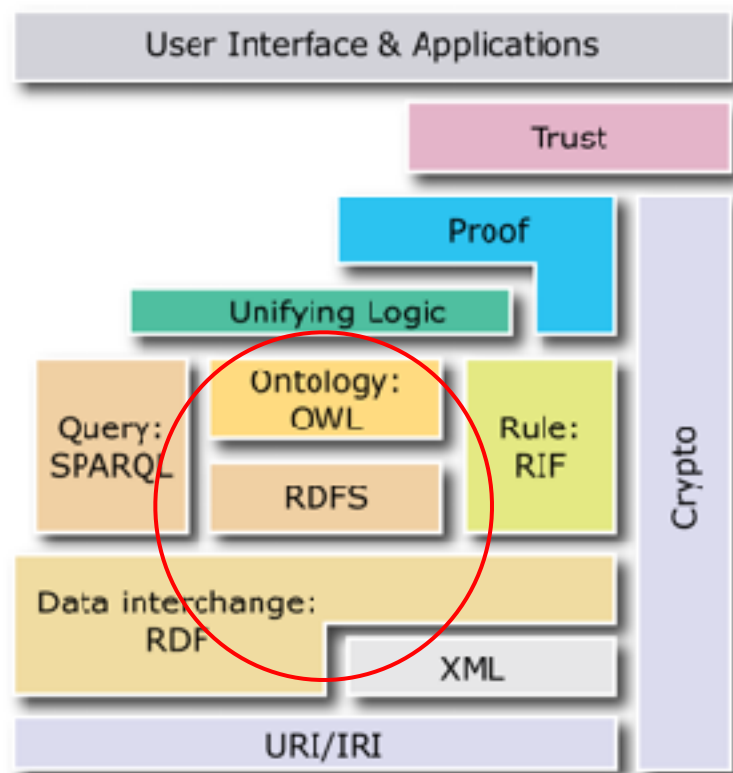 User Interface & Applications
Trust
Proof
Unifying Logic
Ontology:
OWL
Query:
SPARQL
Rule:
RIF
RDFS
Crypto
Data interchange:
RDF
XML
URI/IRI